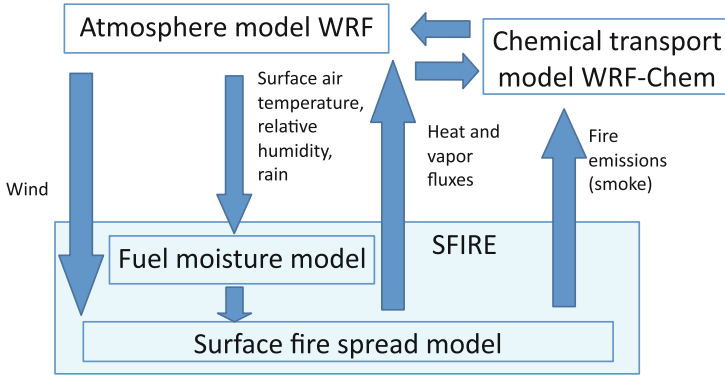 Atmosphere model WRF
Chemical transport
model WRF-Chem
Surface air
temperature,
relative
humidity,
rain
Heat and
vapor
fluxes
Fire
emissions
(smoke)
Wind
SFIRE
Fuel moisture model
Surface fire spread model